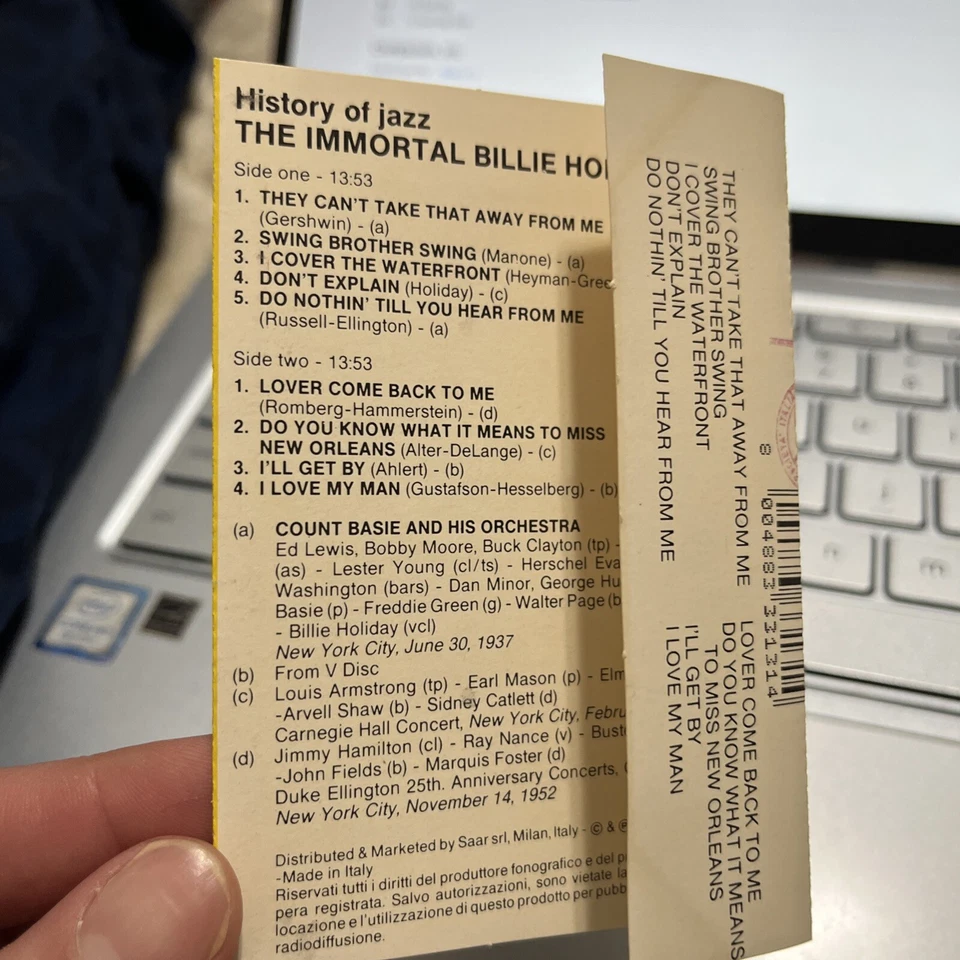 History of jazz
THE IMMORTAL BILLIE
Side one - 13:53
1. THEY CAN'T TAKE THAT AWAY FROM ME
(Gershwin) - (a)
2. SWING BROTHER SWING (Manone) - (a)
3. I COVER THE WATERFRONT
4. DON'T EXPLAIN (Holiday) - (c)
5. DO NOTHIN' TILL YOU HEAR FROM ME
(Russell-Ellington) - (a)
Side two - 13:53
1. LOVER COME BACK TO ME
(Romberg-Hammerstein) - (d)
2. DO YOU KNOW WHAT IT MEANS TO MISS
NEW ORLEANS (Alter-DeLange) - (c)
3. I'LL GET BY (Ahlert) - (b)
4. I LOVE MY MAN (Gustafson-Hesselberg) - (b)
(a) COUNT BASIE AND HIS ORCHESTRA
Ed Lewis, Bobby Moore, Buck Clayton (tp) -
(as) - Lester Young (cl/ts) - Herschel
Washington (bars) - Dan Minor, George
Basie (p) - Freddie Green (g) - Walter Page
- Billie Holiday (vcl)
New York City, June 30, 1937
(b) From V Disc
(c) Louis Armstrong (tp) - Earl Mason (p) -
-Arvell Shaw (b) - Sidney Catlett (d)
Carnegie Hall Concert, New York City,
(d) Jimmy Hamilton (cl) - Ray Nance (v) -
-John Fields (b) - Marquis Foster (d)
Duke Ellington 25th. Anniversary Concerts,
New York City, November 14, 1952
Distributed & Marketed by Saar srl, Milan, Italy - © & ℗
-Made in Italy
Riservati tutti i diritti del produttore fonografico e del
pera registrata. Salvo autorizzazioni, sono vietate la
locazione e l'utilizzazione di questo prodotto per
radiodiffusione.
THEY CAN'T TAKE THAT AWAY FROM ME
SWING BROTHER SWING
I COVER THE WATERFRONT
DON'T EXPLAIN
DO NOTHIN' TILL YOU HEAR FROM ME
LOVER COME BACK TO ME
DO YOU KNOW WHAT IT MEANS
TO MISS NEW ORLEANS
I'LL GET BY
I LOVE MY MAN
8 004883 331314